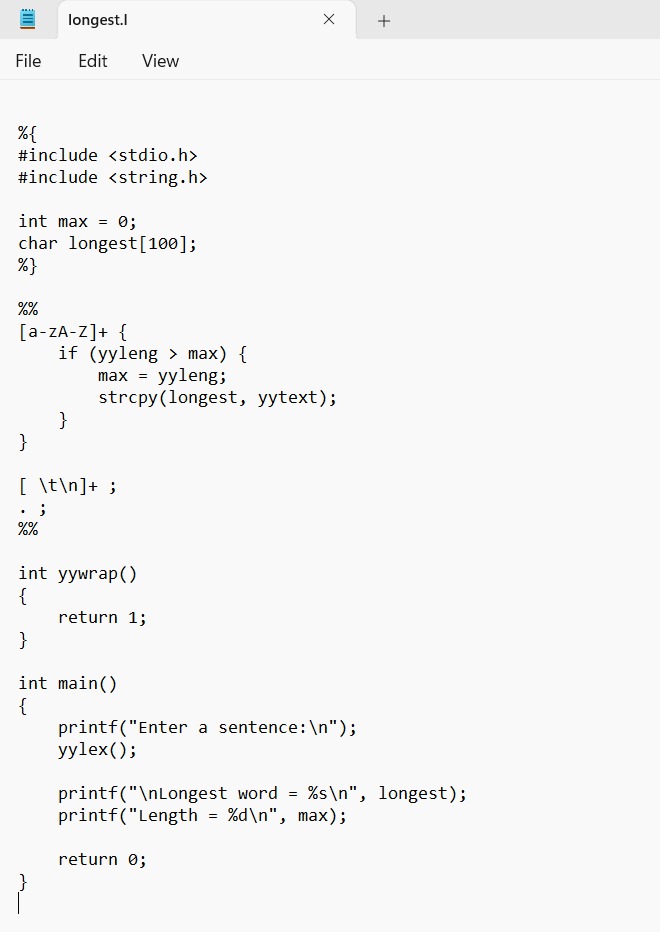 longest.l
File Edit View
%{
#include <stdio.h>
#include <string.h>
int max = 0;
char longest[100];
%}
%%
[a-zA-Z]+ {
    if (yyleng > max) {
        max = yyleng;
        strcpy(longest, yytext);
    }
}
[ \t\n]+ ;
. ;
%%
int yywrap()
{
    return 1;
}
int main()
{
    printf("Enter a sentence:\n");
    yylex();
    printf("\nLongest word = %s\n", longest);
    printf("Length = %d\n", max);
    return 0;
}